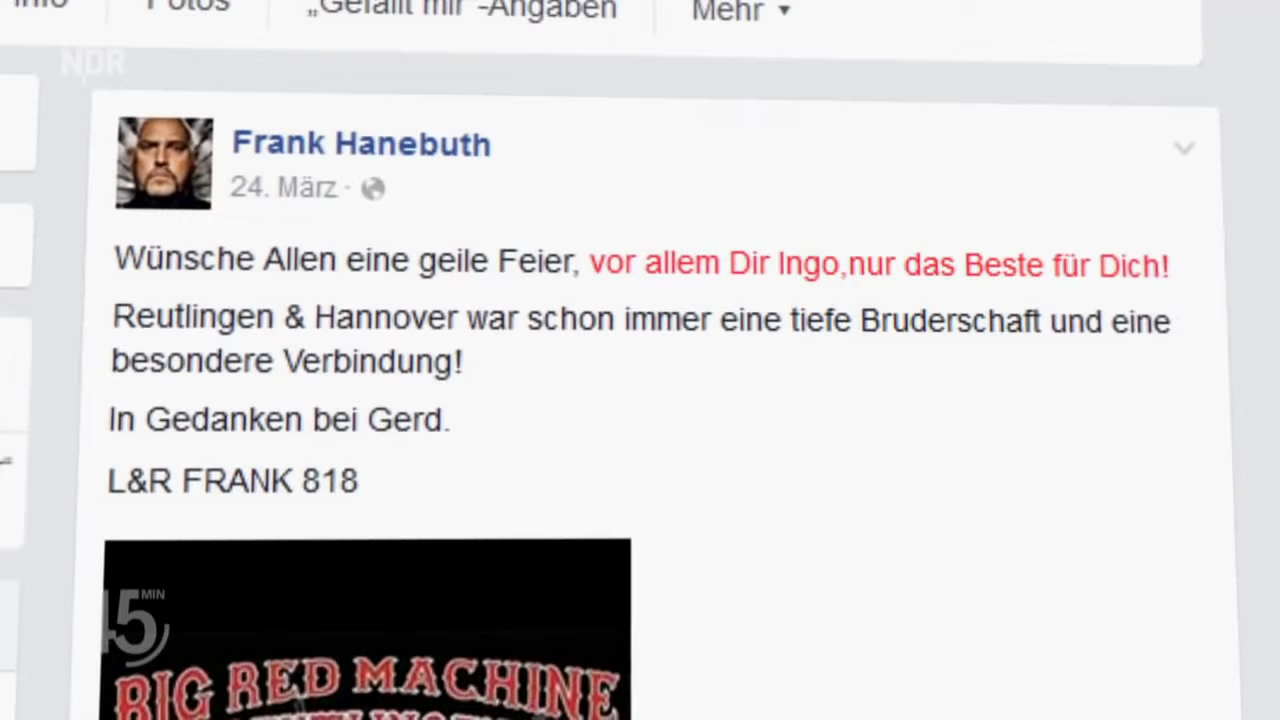 Info Fotos „Gefällt mir“-Angaben Mehr
NDR
Frank Hanebuth
24. März ·
Wünsche Allen eine geile Feier, vor allem Dir Ingo,nur das Beste für Dich!
Reutlingen & Hannover war schon immer eine tiefe Bruderschaft und eine
besondere Verbindung!
In Gedanken bei Gerd.
L&R FRANK 818
45 MIN
BIG RED MACHINE